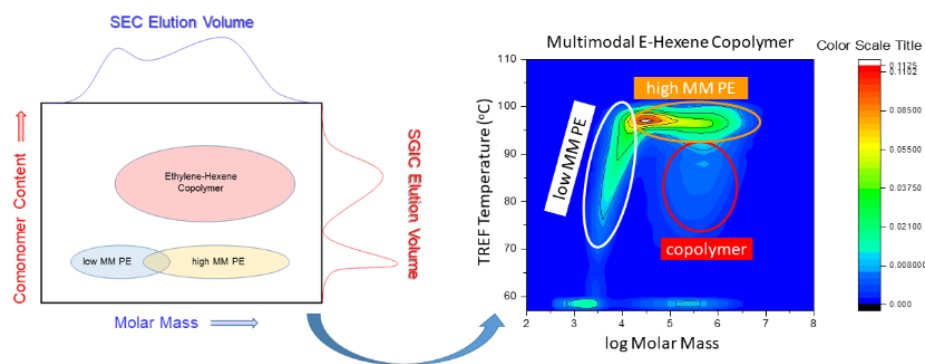 SEC Elution Volume
Comonomer Content
Ethylene-Hexene
Copolymer
low MM PE
high MM PE
SGIC Elution Volume
Molar Mass
Multimodal E-Hexene Copolymer
Color Scale Title
TREF Temperature (°C)
110
100
90
80
70
60
high MM PE
low MM PE
copolymer
2
3
4
5
6
7
8
log Molar Mass
0.1175
0.1102
0.08500
0.06000
0.03750
0.02100
0.008000
0.000